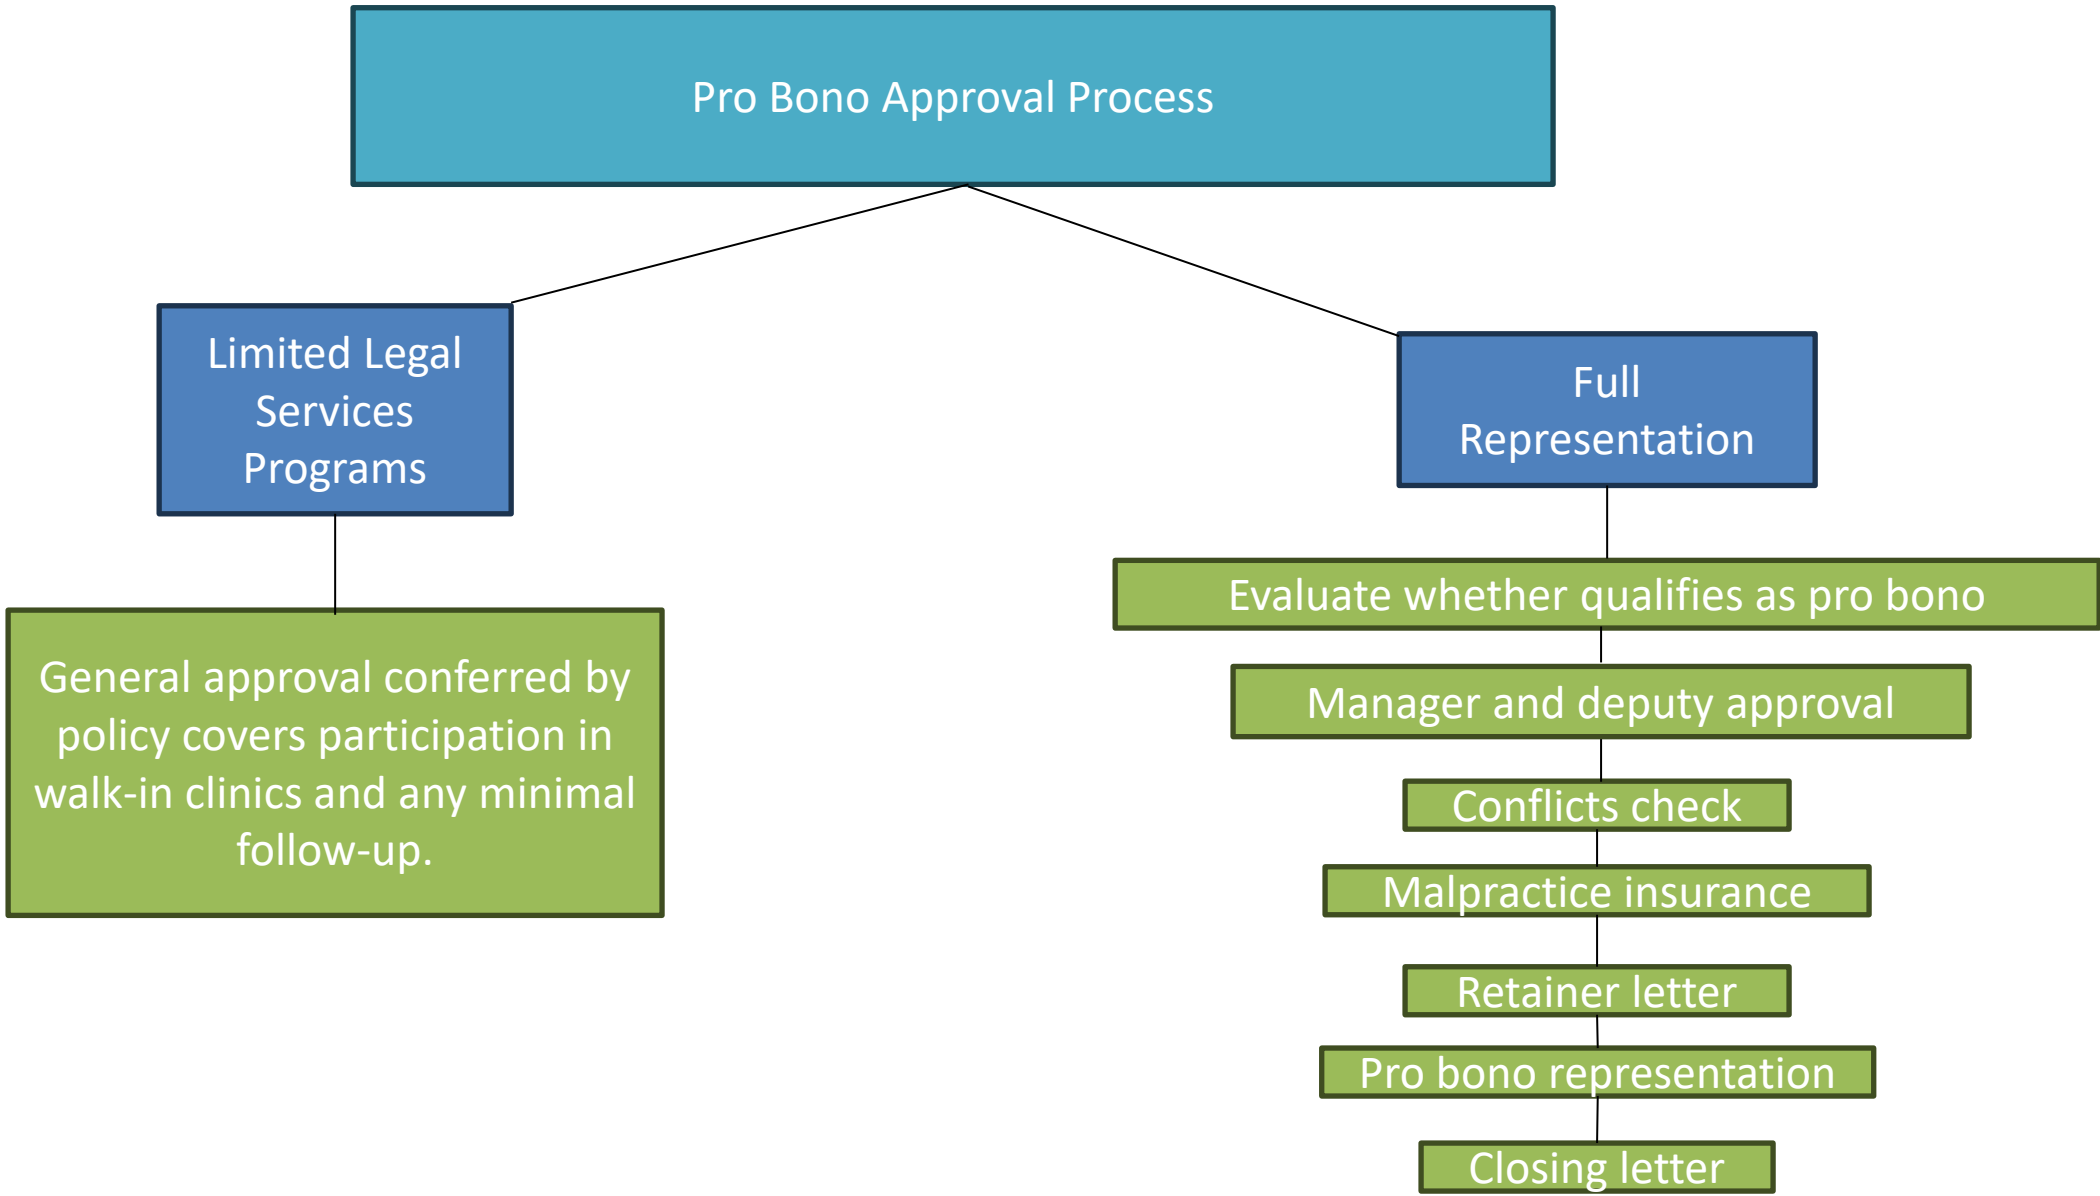 Pro Bono Approval Process
Limited Legal
Services
Programs
General approval conferred by
policy covers participation in
walk-in clinics and any minimal
follow-up.
Full
Representation
Evaluate whether qualifies as pro bono
Manager and deputy approval
Conflicts check
Malpractice insurance
Retainer letter
Pro bono representation
Closing letter